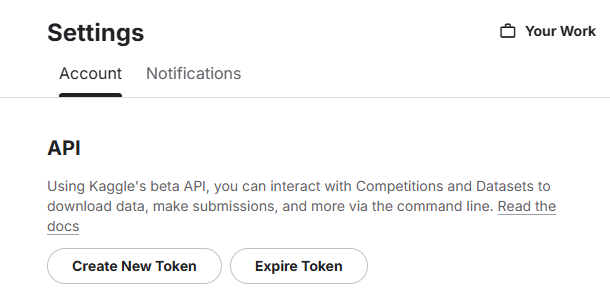 Settings
Your Work
Account
Notifications
API
Using Kaggle's beta API, you can interact with Competitions and Datasets to
download data, make submissions, and more via the command line. Read the
docs
Create New Token
Expire Token